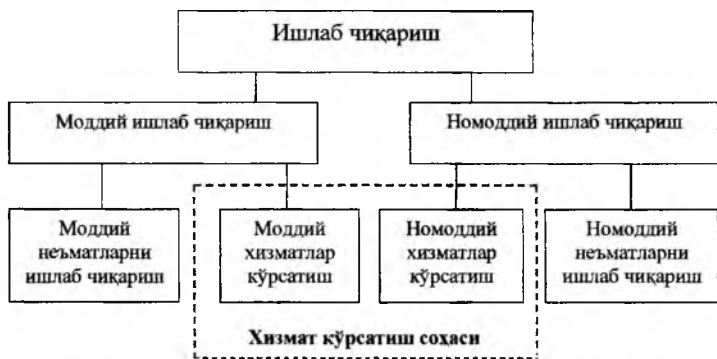 Ишлаб чиқариш
Моддий ишлаб чиқариш
Номоддий ишлаб чиқариш
Моддий
неъматларни
ишлаб чиқариш
Моддий
хизматлар
кўрсатиш
Номоддий
хизматлар
кўрсатиш
Номоддий
неъматларни
ишлаб чиқариш
Хизмат кўрсатиш соҳаси